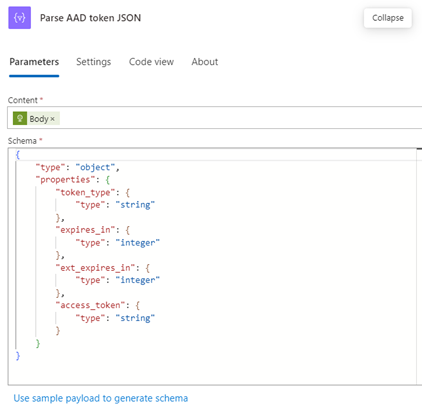 {v} Parse AAD token JSON
Collapse
Parameters Settings Code view About
Content *
Body ×
Schema *
{
    "type": "object",
    "properties": {
        "token_type": {
            "type": "string"
        },
        "expires_in": {
            "type": "integer"
        },
        "ext_expires_in": {
            "type": "integer"
        },
        "access_token": {
            "type": "string"
        }
    }
}
Use sample payload to generate schema